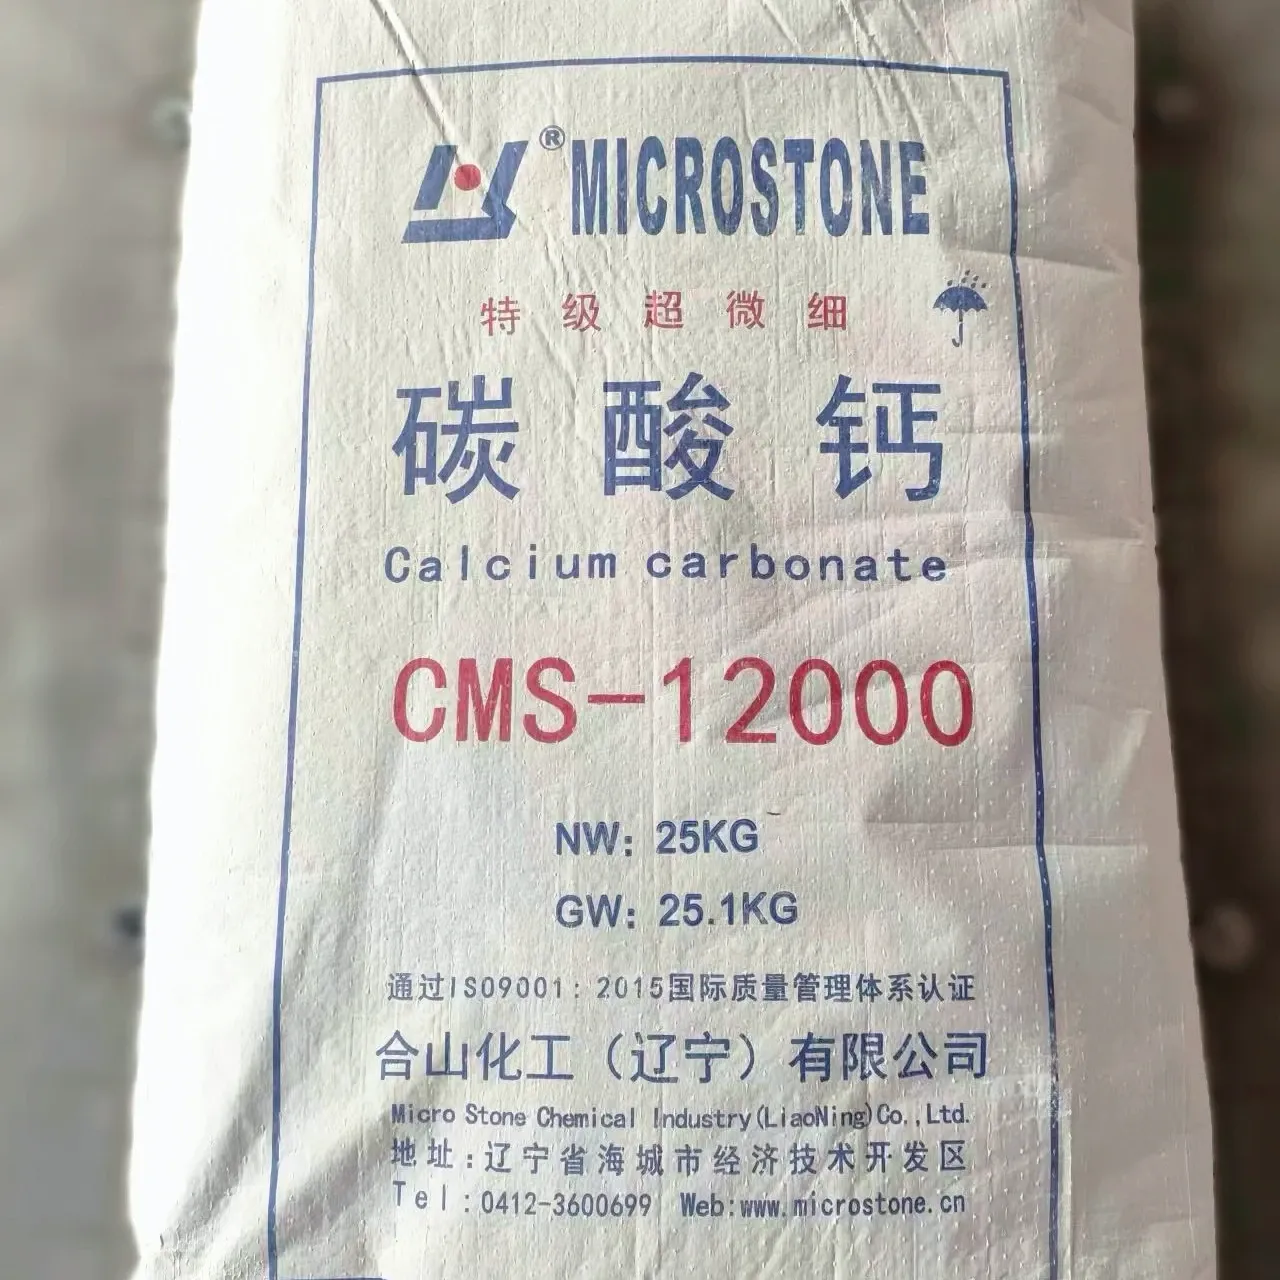 ® MICROSTONE
特级超微细
碳酸钙
Calcium carbonate
CMS-12000
NW: 25KG
GW: 25.1KG
通过ISO9001:2015国际质量管理体系认证
合山化工（辽宁）有限公司
Micro Stone Chemical Industry(LiaoNing)Co.,Ltd.
地址:辽宁省海城市经济技术开发区
Tel:0412-3600699 Web:www.microstone.cn